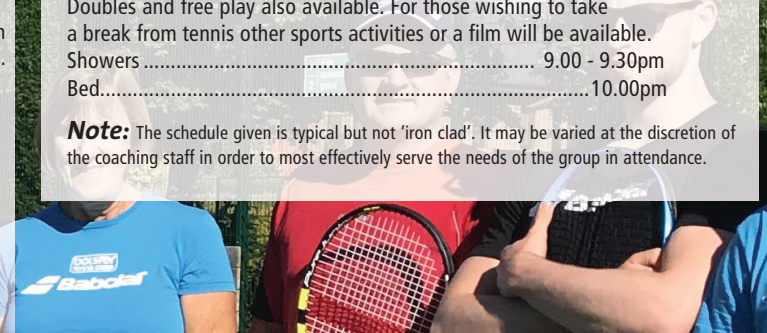 Doubles and free play also available. For those wishing to take
a break from tennis other sports activities or a film will be available.
Showers ........................................................................... 9.00 - 9.30pm
Bed............................................................................................10.00pm
Note: The schedule given is typical but not ‘iron clad’. It may be varied at the discretion of
the coaching staff in order to most effectively serve the needs of the group in attendance.
Babolat